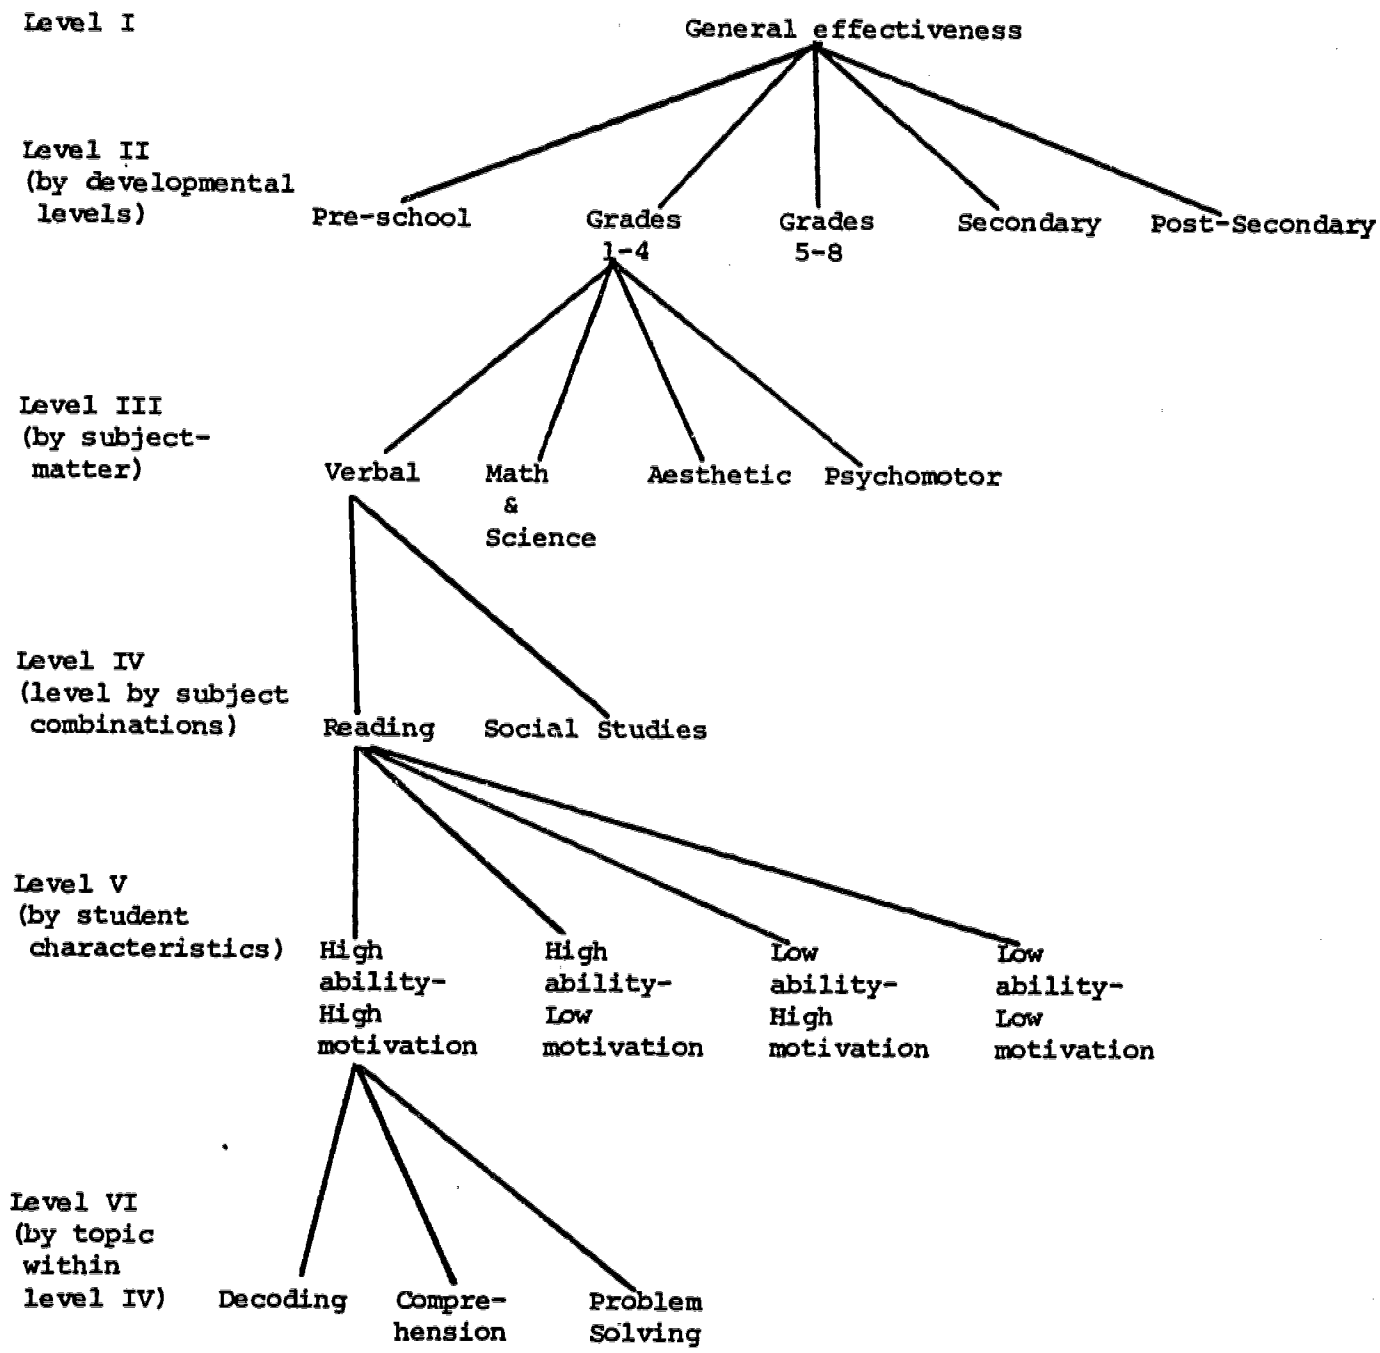 Level I
General effectiveness
Level II
(by developmental
levels)
Pre-school
Grades
1-4
Grades
5-8
Secondary
Post-Secondary
Level III
(by subject-
matter)
Verbal
Math
&
Science
Aesthetic
Psychomotor
Level IV
(level by subject
combinations)
Reading
Social Studies
Level V
(by student
characteristics)
High
ability-
High
motivation
High
ability-
Low
motivation
Low
ability-
High
motivation
Low
ability-
Low
motivation
Level VI
(by topic
within
level IV)
Decoding
Compre-
hension
Problem
Solving